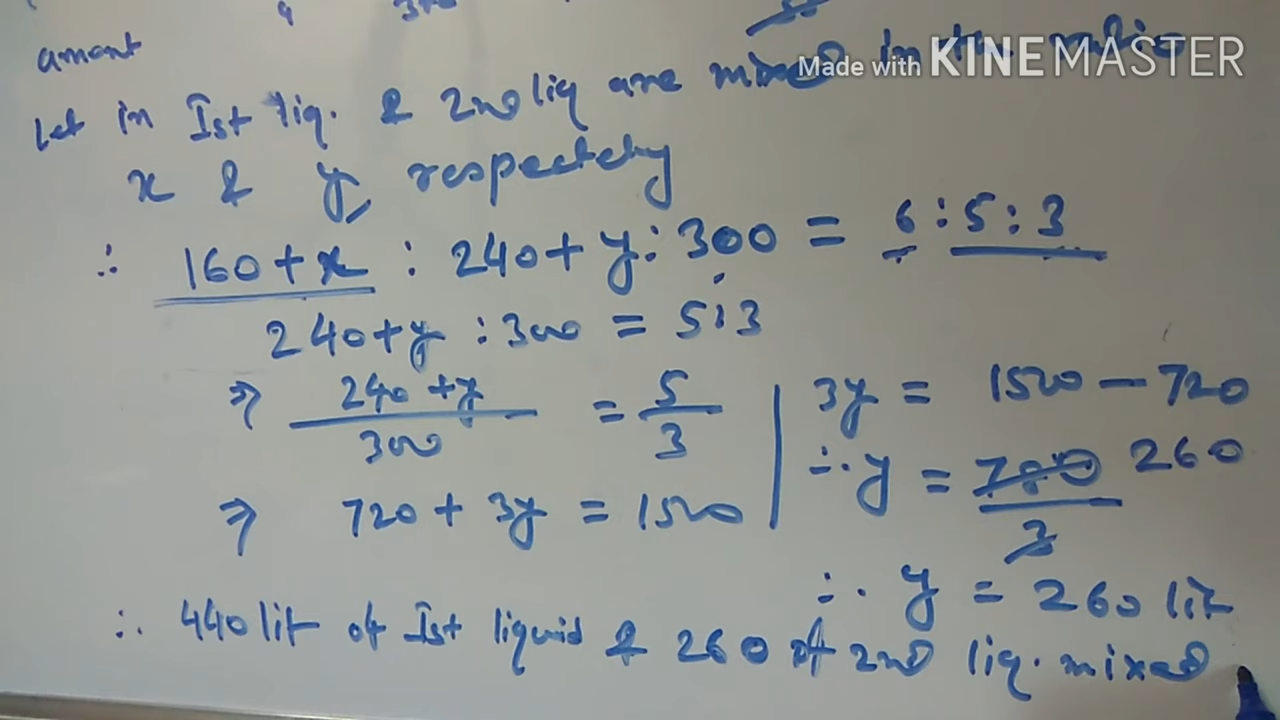 amont
Let in Ist liq. & 2nd liq are mixed in the ratio
Made with KINEMASTER
x & y, respectely
∴ 160+x : 240+y : 300 = 6:5:3
240+y : 300 = 5:3
⇒ 240+y / 300 = 5/3
⇒ 720 + 3y = 1500
3y = 1500 - 720
∴ y = 780/3 260
∴ y = 260 lit
∴ 440 lit of Ist liquid & 260 of 2nd liq. mixed